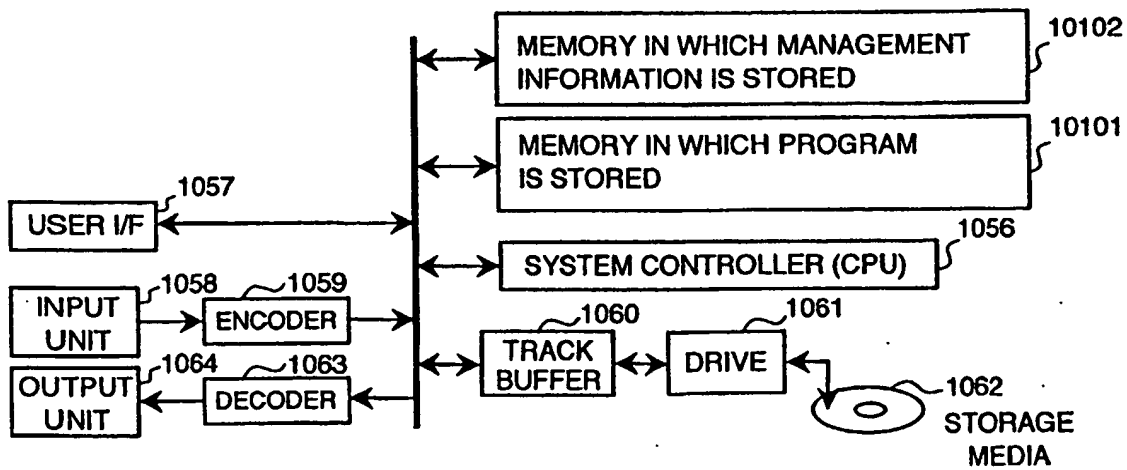 MEMORY IN WHICH MANAGEMENT
INFORMATION IS STORED
10102
MEMORY IN WHICH PROGRAM
IS STORED
10101
1057
USER I/F
1056
SYSTEM CONTROLLER (CPU)
1058
INPUT
UNIT
1059
ENCODER
1060
TRACK
BUFFER
1061
DRIVE
1064
OUTPUT
UNIT
1063
DECODER
1062
STORAGE
MEDIA